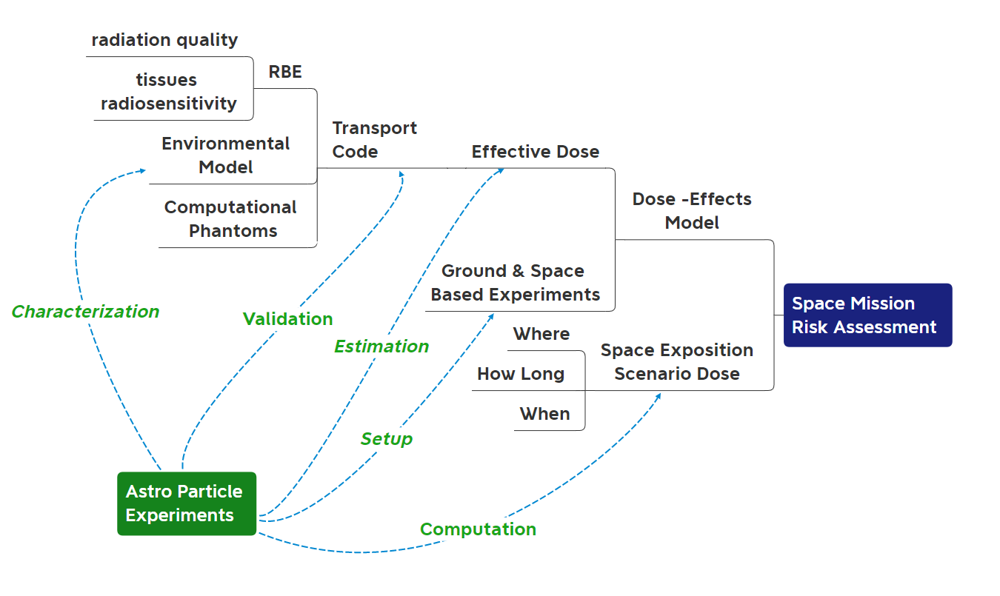 radiation quality
RBE
tissues
radiosensitivity
Transport
Code
Environmental
Model
Effective Dose
Computational
Phantoms
Dose -Effects
Model
Ground & Space
Based Experiments
Space Mission
Risk Assessment
Characterization
Validation
Estimation
Where
How Long
When
Space Exposition
Scenario Dose
Setup
Astro Particle
Experiments
Computation